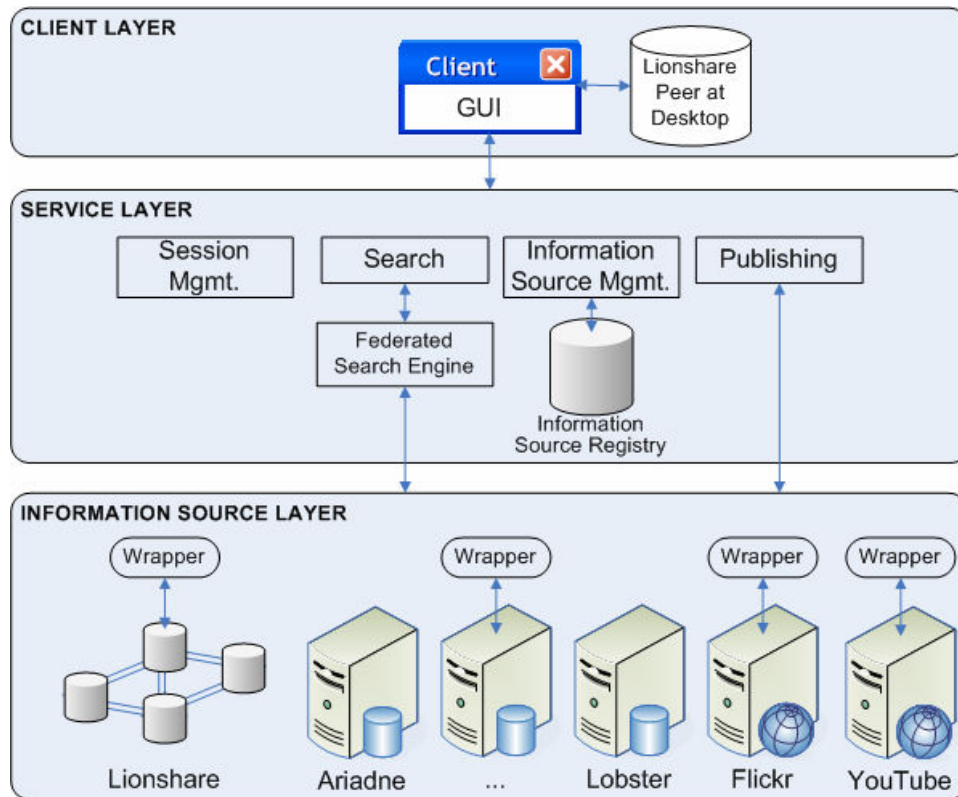 CLIENT LAYER
Client
GUI
Lionshare
Peer at
Desktop
SERVICE LAYER
Session
Mgmt.
Search
Information
Source Mgmt.
Publishing
Federated
Search Engine
Information
Source Registry
INFORMATION SOURCE LAYER
Wrapper
Wrapper
Wrapper
Wrapper
Lionshare
Ariadne
...
Lobster
Flickr
YouTube